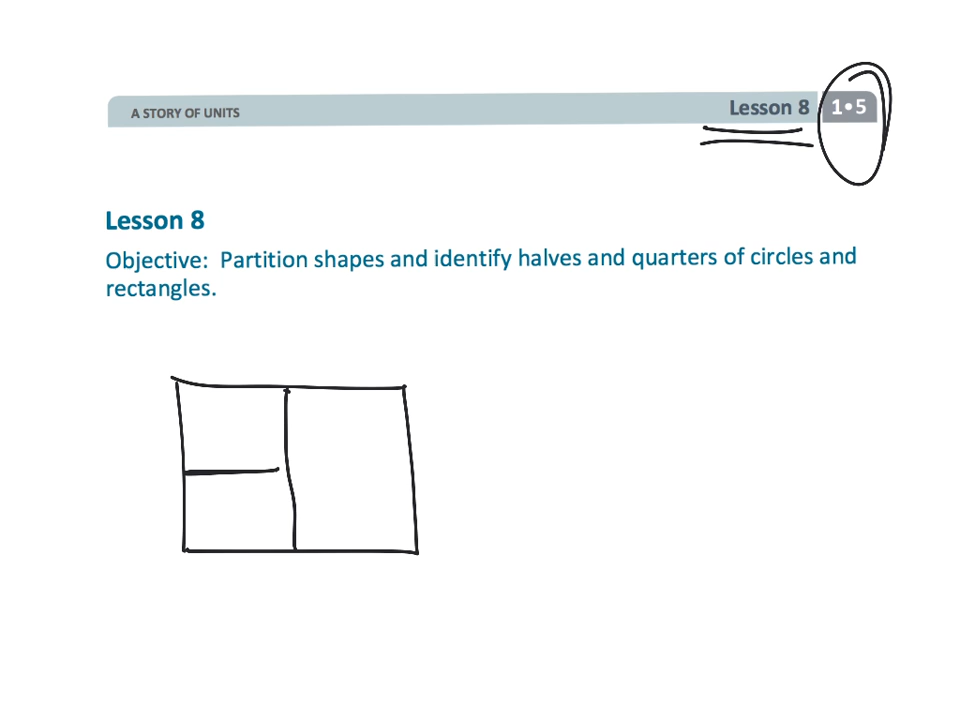 A STORY OF UNITS
Lesson 8
1•5
Lesson 8
Objective: Partition shapes and identify halves and quarters of circles and
rectangles.